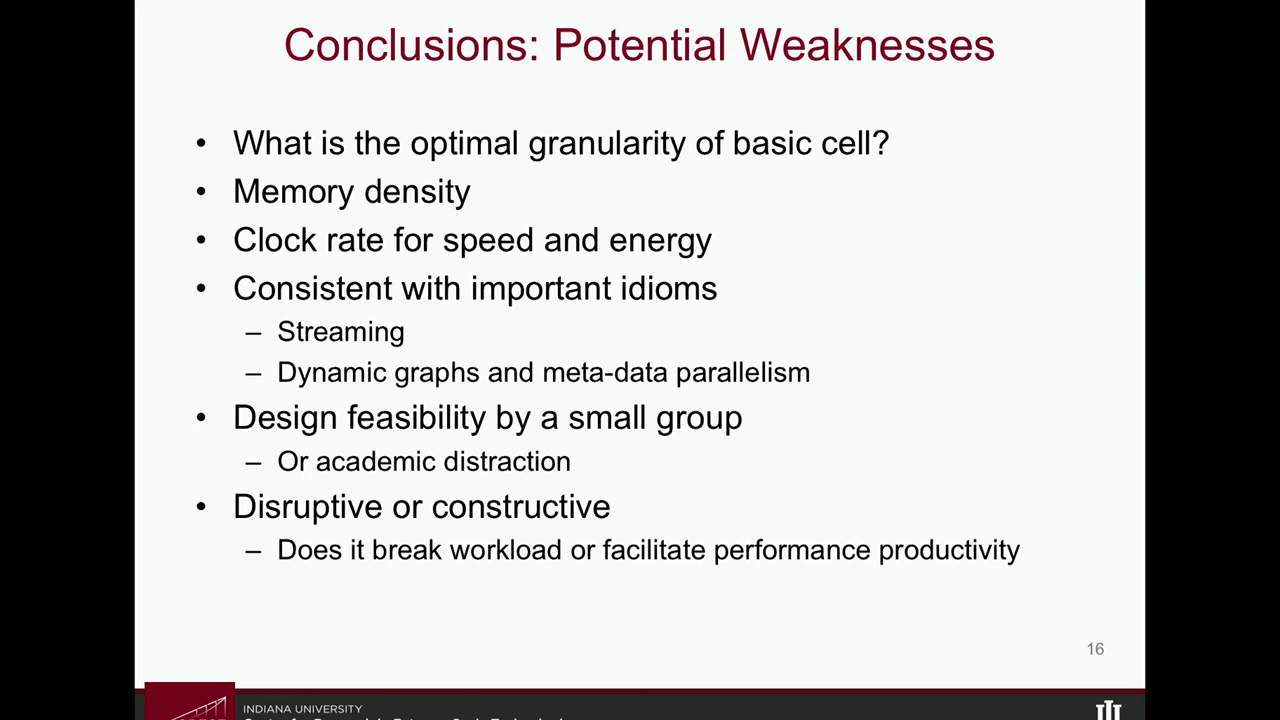 Conclusions: Potential Weaknesses
• What is the optimal granularity of basic cell?
• Memory density
• Clock rate for speed and energy
• Consistent with important idioms
– Streaming
– Dynamic graphs and meta-data parallelism
• Design feasibility by a small group
– Or academic distraction
• Disruptive or constructive
– Does it break workload or facilitate performance productivity
16
INDIANA UNIVERSITY